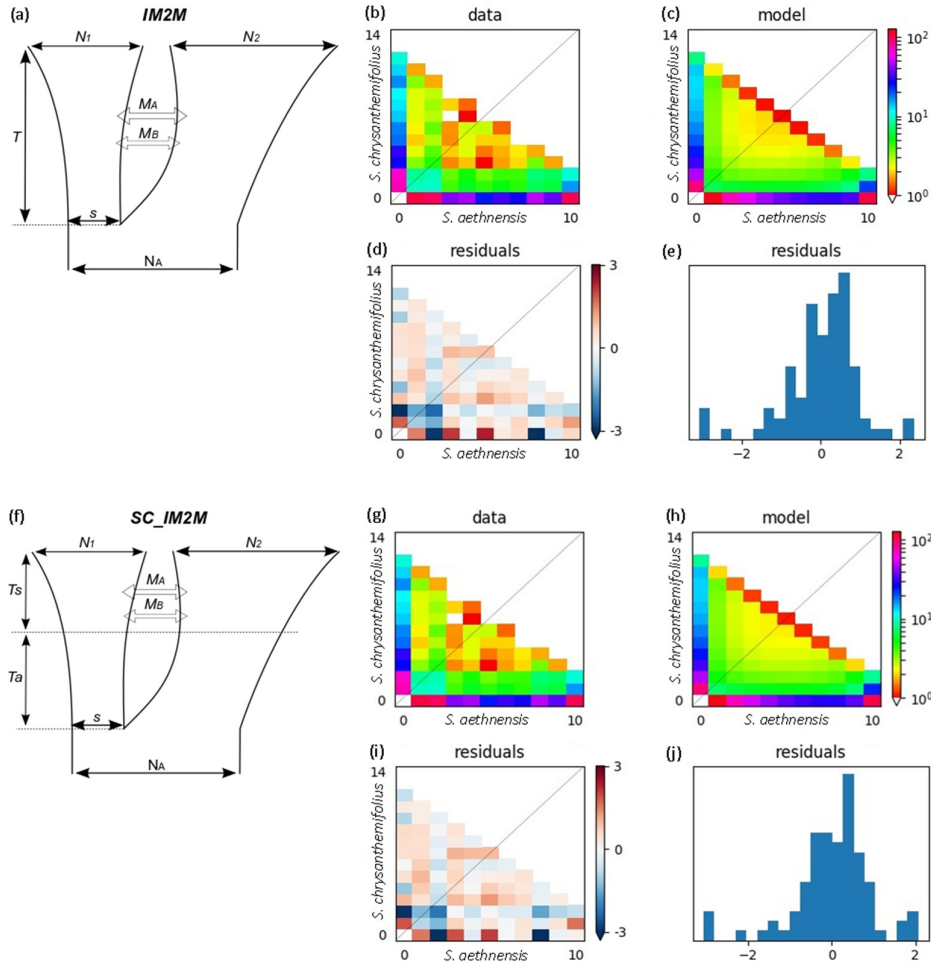 (a)
IM2M
N1
N2
MA
MB
T
s
NA
(b)
data
14
0
S. chrysanthemifolius
0
S. aethnensis
10
(c)
model
14
0
S. chrysanthemifolius
0
S. aethnensis
10
10²
10¹
10⁰
(d)
residuals
14
0
S. chrysanthemifolius
0
S. aethnensis
10
3
0
-3
(e)
residuals
−2
0
2
(f)
SC_IM2M
N1
N2
MA
MB
Ts
Ta
s
NA
(g)
data
14
0
S. chrysanthemifolius
0
S. aethnensis
10
(h)
model
14
0
S. chrysanthemifolius
0
S. aethnensis
10
10²
10¹
10⁰
(i)
residuals
14
0
S. chrysanthemifolius
0
S. aethnensis
10
3
0
-3
(j)
residuals
−2
0
2